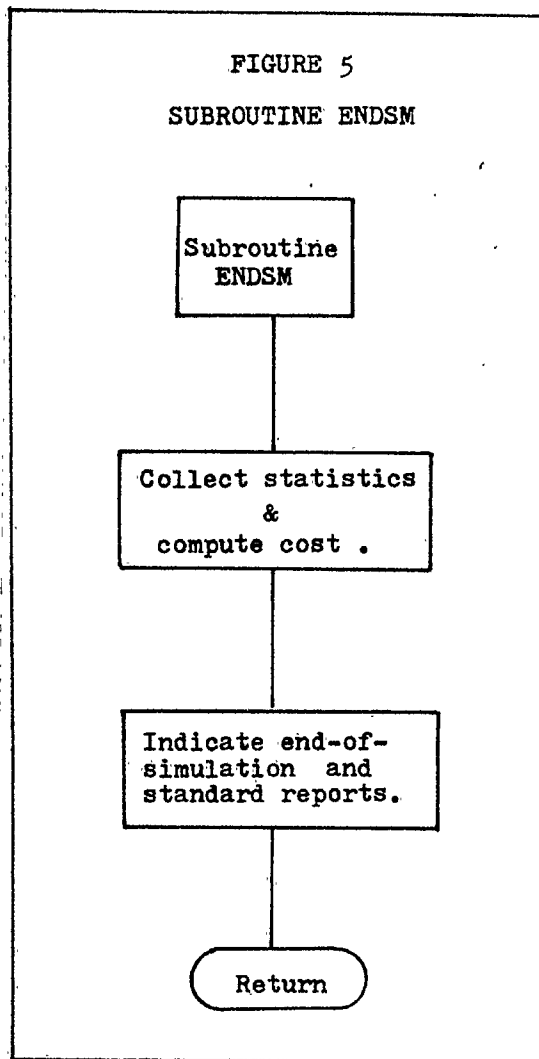 FIGURE 5
SUBROUTINE ENDSM
Subroutine
ENDSM
Collect statistics
&
compute cost .
Indicate end-of-
simulation and
standard reports.
Return